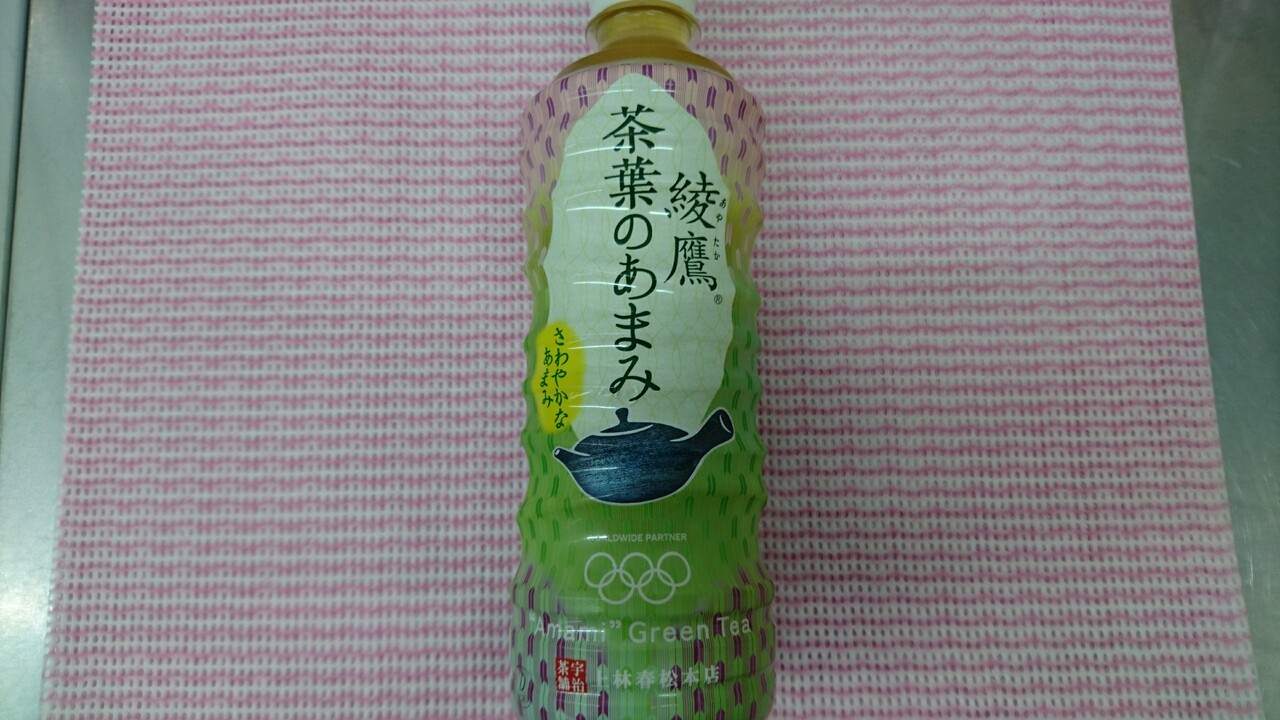 綾鷹
あやたか
®
茶葉のあまみ
さわやかな
あまみ
WORLDWIDE PARTNER
"Amami" Green Tea
宇治
茶舗
上林春松本店